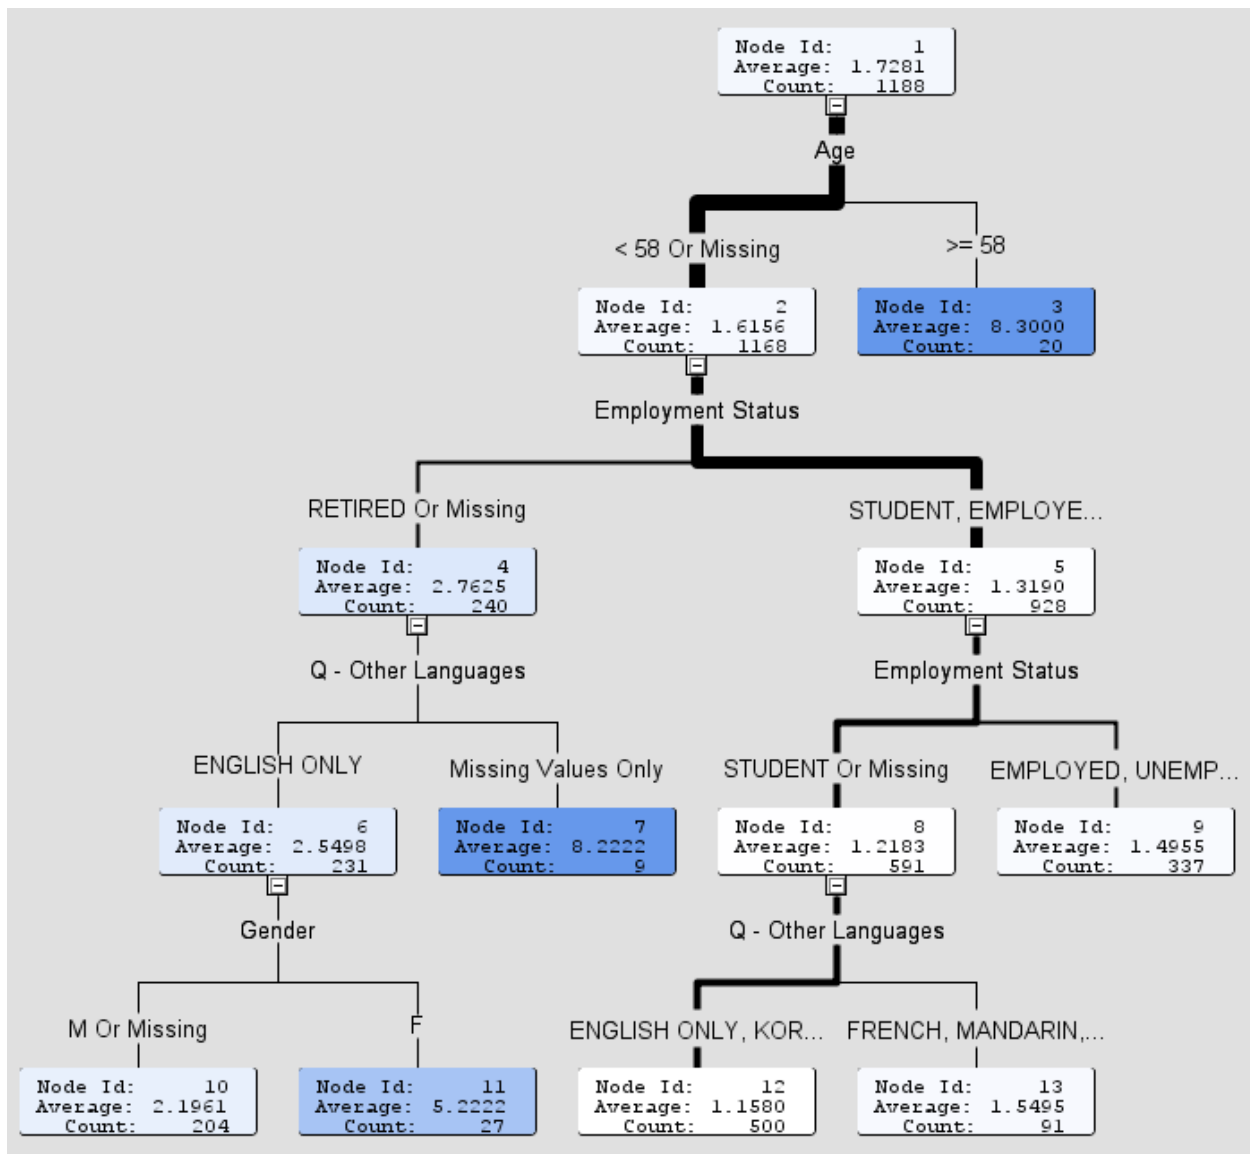 Node Id: 1
Average: 1.7281
Count: 1188
Age
< 58 Or Missing
>= 58
Node Id: 2
Average: 1.6156
Count: 1168
Node Id: 3
Average: 8.3000
Count: 20
Employment Status
RETIRED Or Missing
STUDENT, EMPLOYE...
Node Id: 4
Average: 2.7625
Count: 240
Node Id: 5
Average: 1.3190
Count: 928
Q - Other Languages
Employment Status
ENGLISH ONLY
Missing Values Only
STUDENT Or Missing
EMPLOYED, UNEMP...
Node Id: 6
Average: 2.5498
Count: 231
Node Id: 7
Average: 8.2222
Count: 9
Node Id: 8
Average: 1.2183
Count: 591
Node Id: 9
Average: 1.4955
Count: 337
Gender
Q - Other Languages
M Or Missing
F
ENGLISH ONLY, KOR...
FRENCH, MANDARIN,...
Node Id: 10
Average: 2.1961
Count: 204
Node Id: 11
Average: 5.2222
Count: 27
Node Id: 12
Average: 1.1580
Count: 500
Node Id: 13
Average: 1.5495
Count: 91